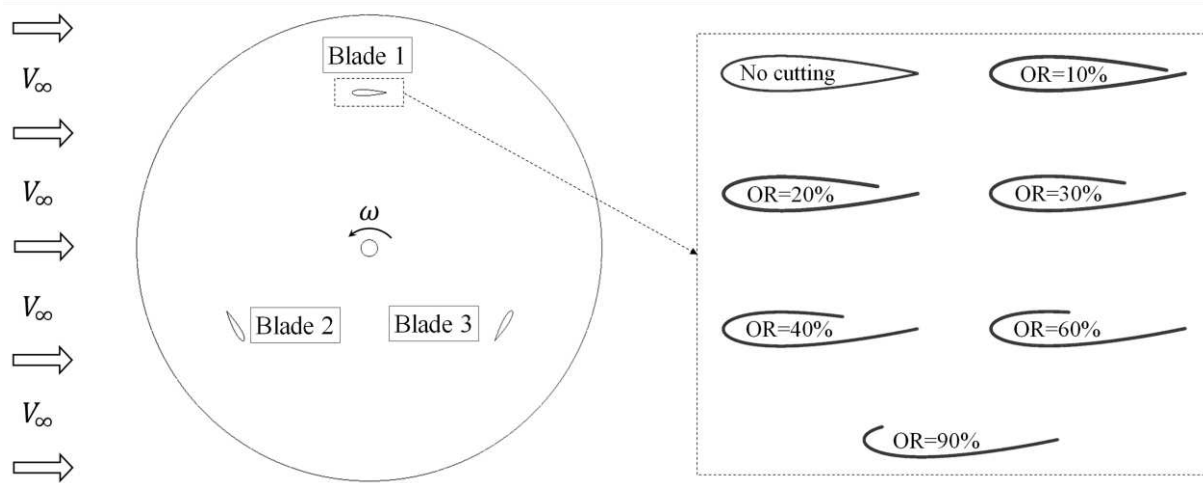 V∞
V∞
V∞
V∞
Blade 1
ω
Blade 2
Blade 3
No cutting
OR=10%
OR=20%
OR=30%
OR=40%
OR=60%
OR=90%